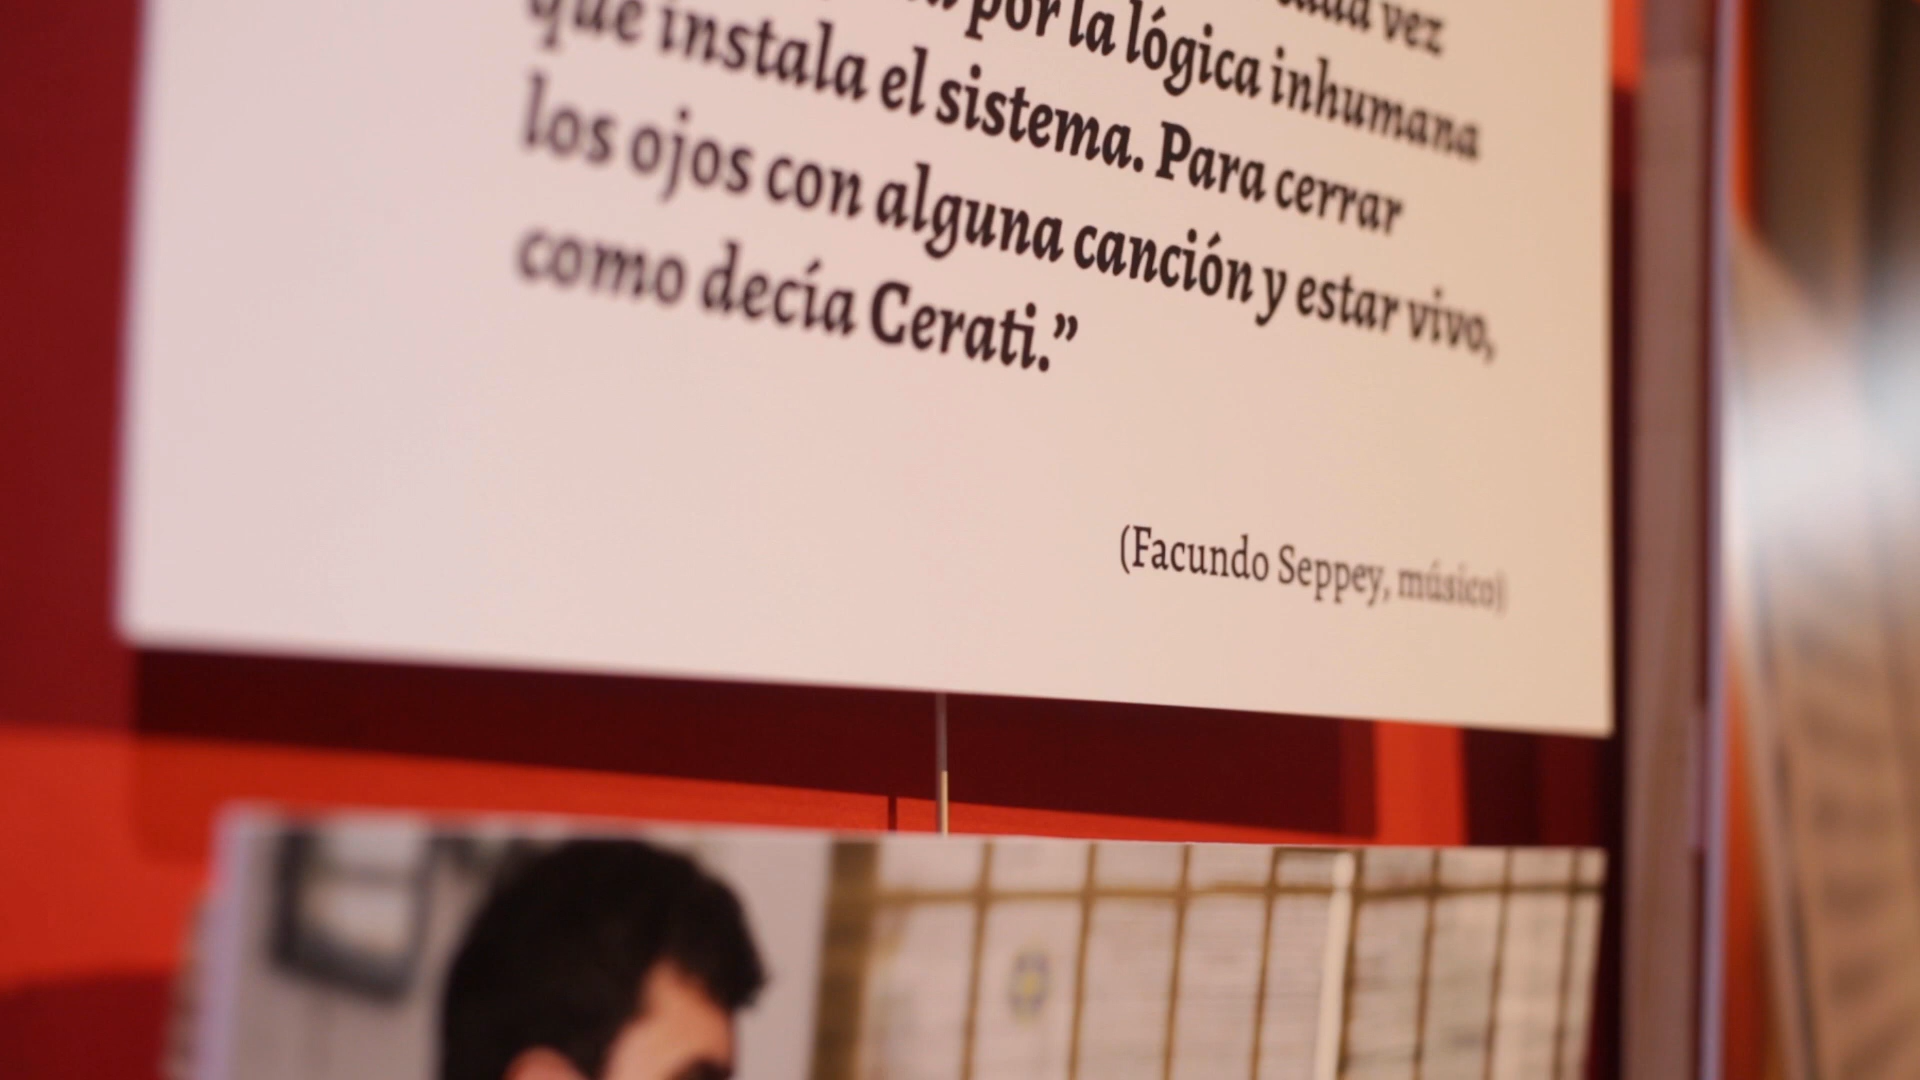 vez
por la lógica inhumana
que instala el sistema. Para cerrar
los ojos con alguna canción y estar vivo,
como decía Cerati.”
(Facundo Seppey, músico)